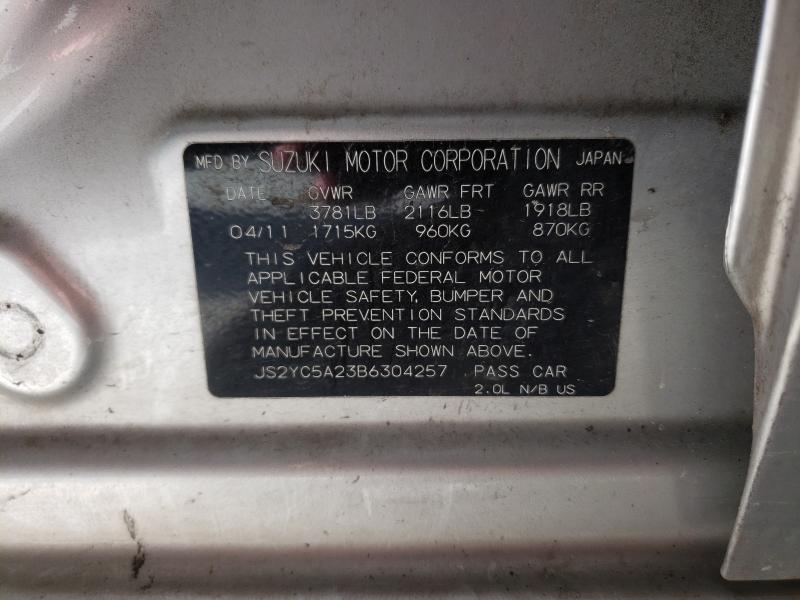 MFD BY SUZUKI MOTOR CORPORATION JAPAN
DATE GVWR GAWR FRT GAWR RR
3781LB 2116LB 1918LB
04/11 1715KG 960KG 870KG
THIS VEHICLE CONFORMS TO ALL
APPLICABLE FEDERAL MOTOR
VEHICLE SAFETY, BUMPER AND
THEFT PREVENTION STANDARDS
IN EFFECT ON THE DATE OF
MANUFACTURE SHOWN ABOVE.
JS2YC5A23B6304257 PASS CAR
2.0L N/B US